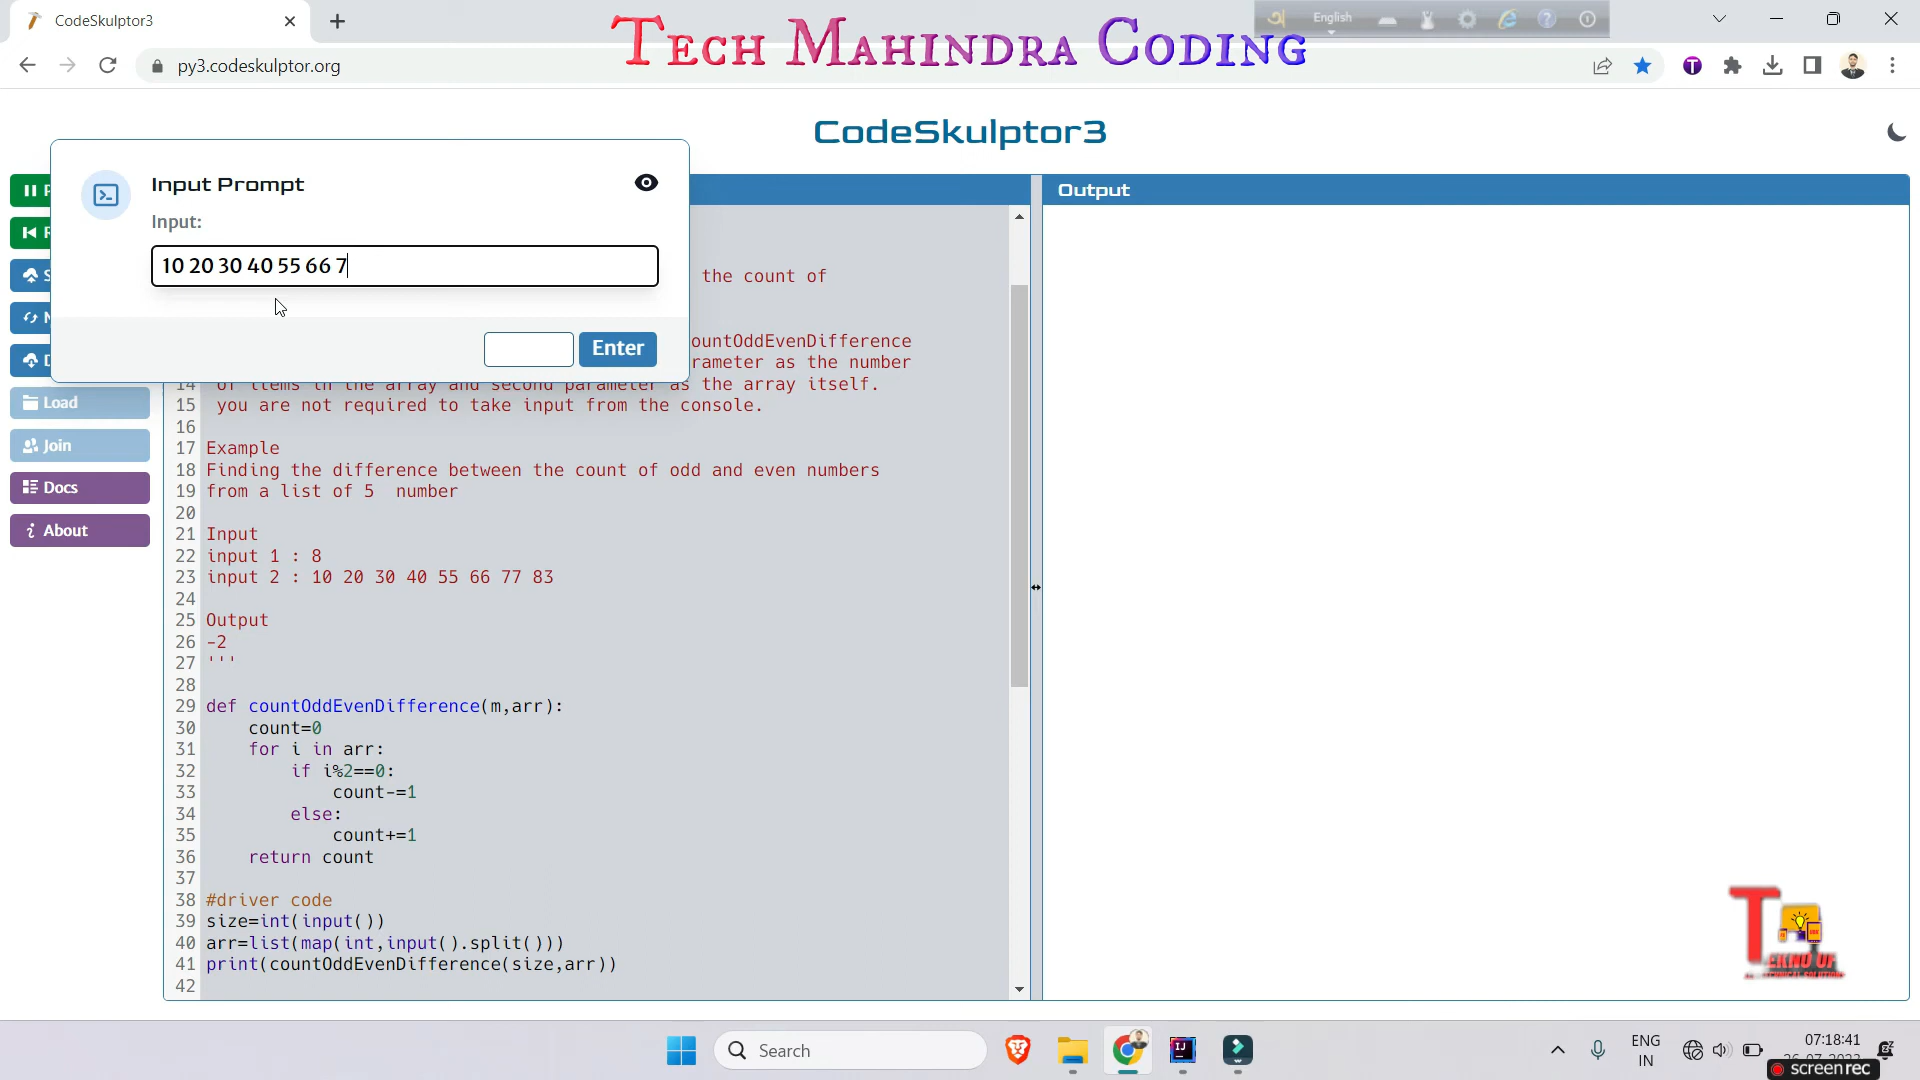 CodeSkulptor3
TECH MAHINDRA CODING
English
py3.codeskulptor.org
CodeSkulptor3
Input Prompt
Input:
10 20 30 40 55 66 7
Enter
Output
the count of
ountOddEvenDifference
rameter as the number
14 of items in the array and second parameter as the array itself.
15 you are not required to take input from the console.
16
17 Example
18 Finding the difference between the count of odd and even numbers
19 from a list of 5  number
20
21 Input
22 input 1 : 8
23 input 2 : 10 20 30 40 55 66 77 83
24
25 Output
26 -2
27 '''
28
29 def countOddEvenDifference(m,arr):
30     count=0
31     for i in arr:
32         if i%2==0:
33             count-=1
34         else:
35             count+=1
36     return count
37
38 #driver code
39 size=int(input())
40 arr=list(map(int,input().split()))
41 print(countOddEvenDifference(size,arr))
42
Load
Join
Docs
About
Search
ENG
IN
07:18:41
screenrec